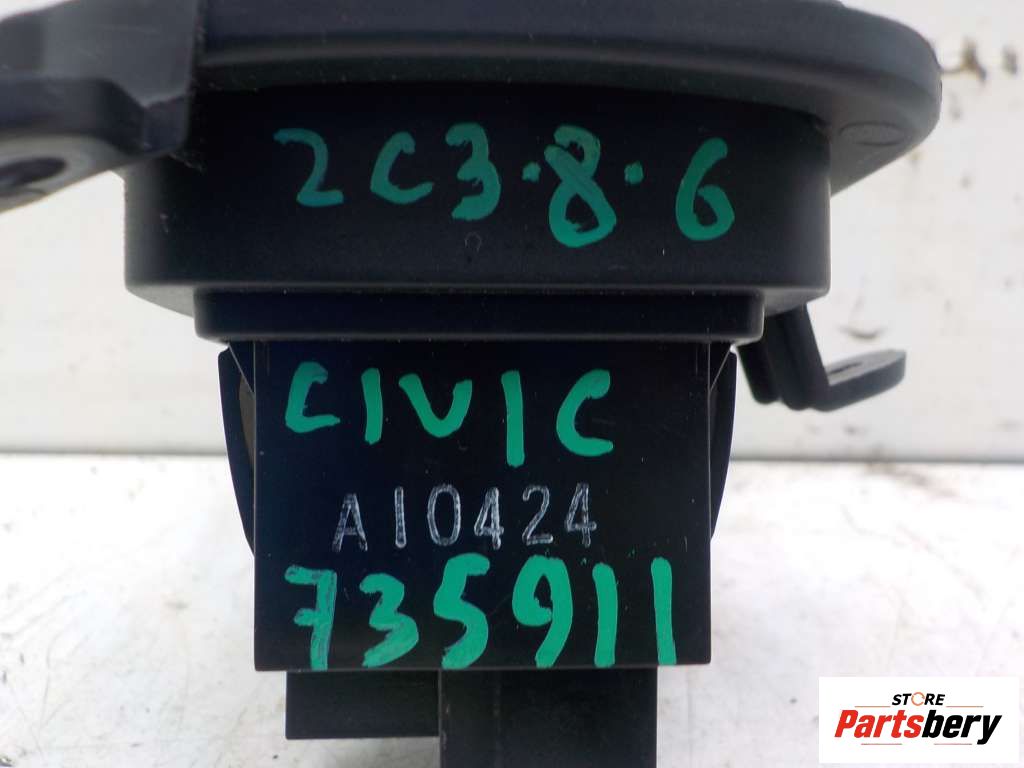 2C3.8.6
CIVIC
A10424
735911
STORE
Partsbery